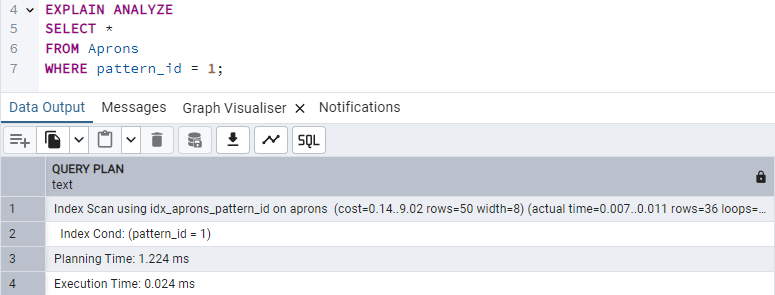 4 EXPLAIN ANALYZE
5 SELECT *
6 FROM Aprons
7 WHERE pattern_id = 1;
Data Output Messages Graph Visualiser × Notifications
SQL
QUERY PLAN
text
1 Index Scan using idx_aprons_pattern_id on aprons (cost=0.14..9.02 rows=50 width=8) (actual time=0.007..0.011 rows=36 loops=…
2 Index Cond: (pattern_id = 1)
3 Planning Time: 1.224 ms
4 Execution Time: 0.024 ms